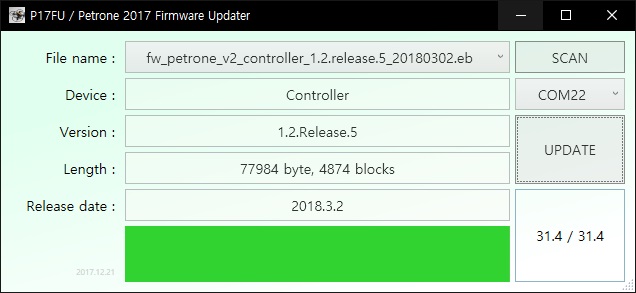 P17FU / Petrone 2017 Firmware Updater
File name : fw_petrone_v2_controller_1.2.release.5_20180302.eb SCAN
Device : Controller COM22
Version : 1.2.Release.5 UPDATE
Length : 77984 byte, 4874 blocks
Release date : 2018.3.2
31.4 / 31.4
2017.12.21